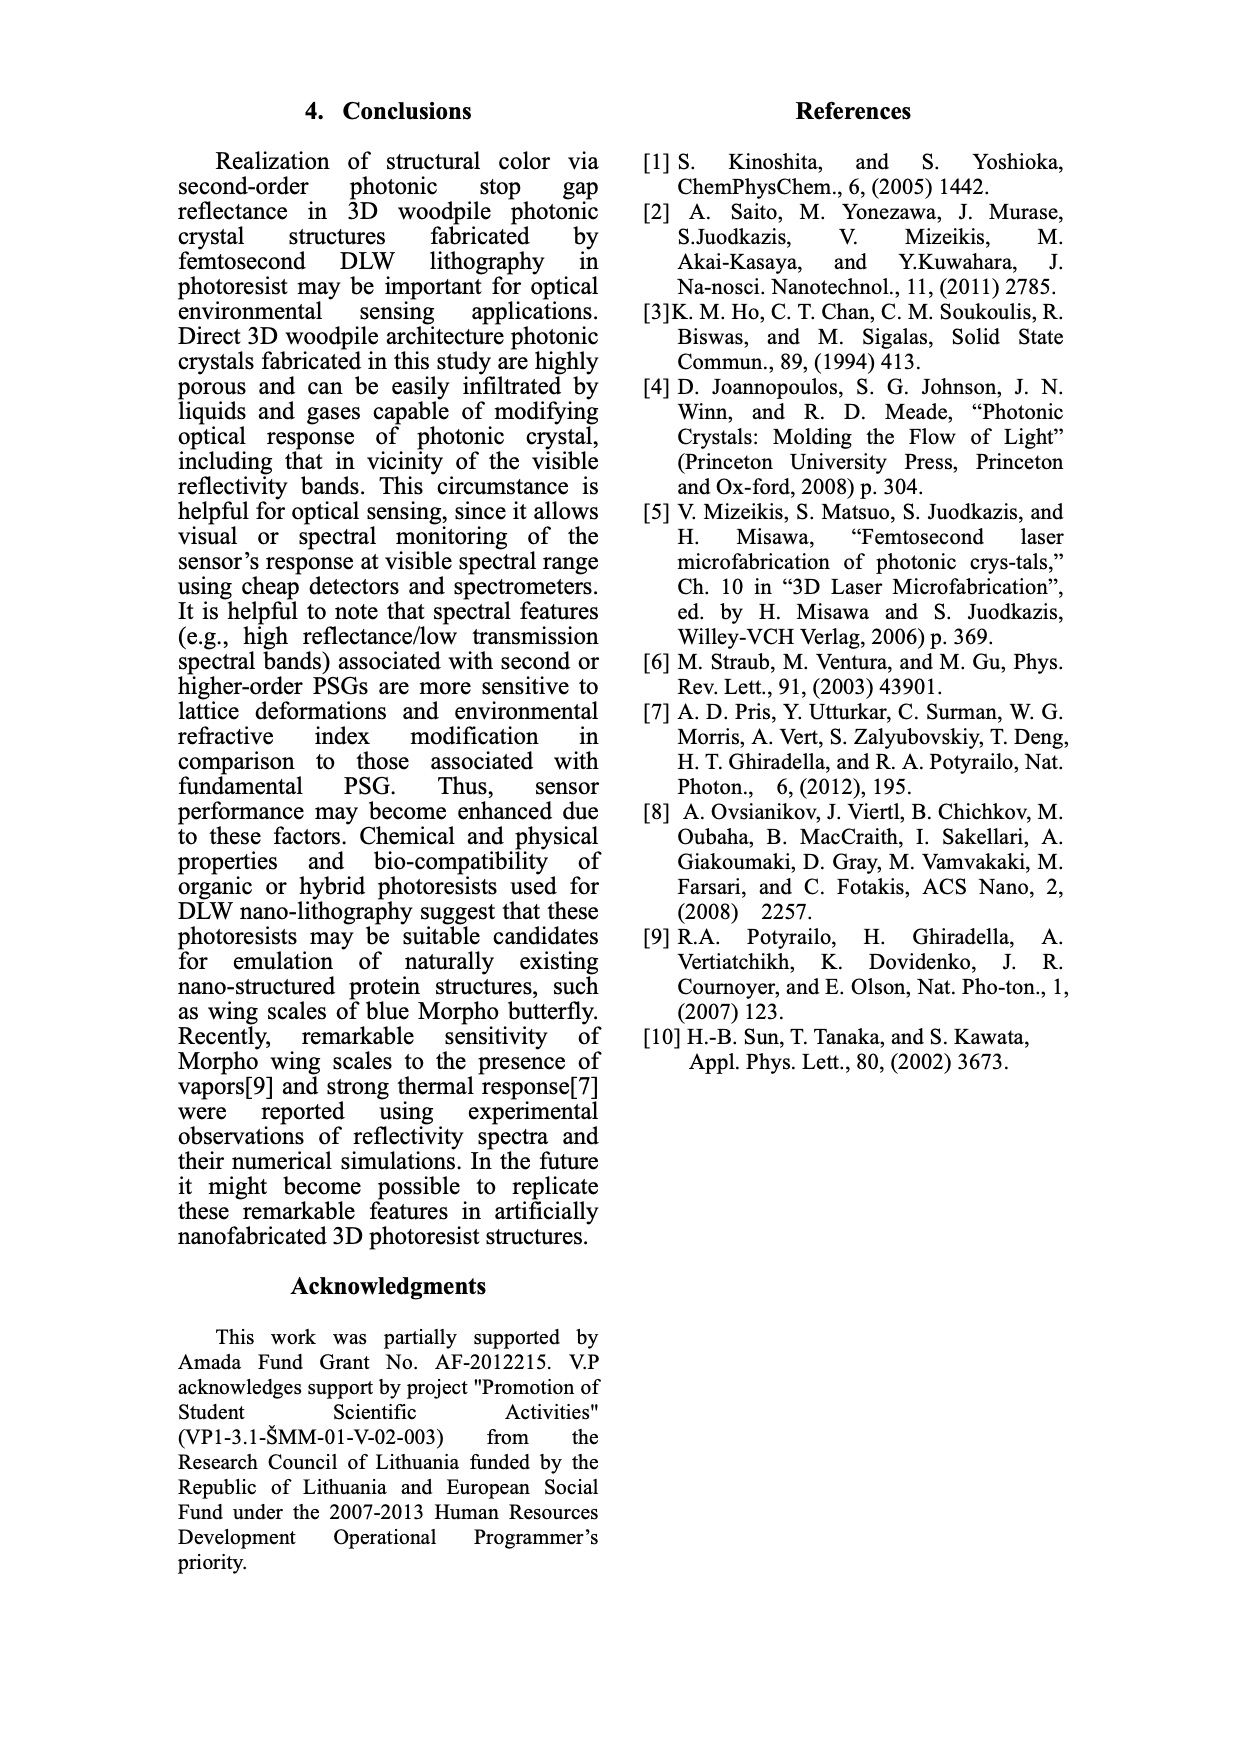 4. Conclusions
Realization of structural color via
second-order photonic stop gap
reflectance in 3D woodpile photonic
crystal structures fabricated by
femtosecond DLW lithography in
photoresist may be important for optical
environmental sensing applications.
Direct 3D woodpile architecture photonic
crystals fabricated in this study are highly
porous and can be easily infiltrated by
liquids and gases capable of modifying
optical response of photonic crystal,
including that in vicinity of the visible
reflectivity bands. This circumstance is
helpful for optical sensing, since it allows
visual or spectral monitoring of the
sensor’s response at visible spectral range
using cheap detectors and spectrometers.
It is helpful to note that spectral features
(e.g., high reflectance/low transmission
spectral bands) associated with second or
higher-order PSGs are more sensitive to
lattice deformations and environmental
refractive index modification in
comparison to those associated with
fundamental PSG. Thus, sensor
performance may become enhanced due
to these factors. Chemical and physical
properties and bio-compatibility of
organic or hybrid photoresists used for
DLW nano-lithography suggest that these
photoresists may be suitable candidates
for emulation of naturally existing
nano-structured protein structures, such
as wing scales of blue Morpho butterfly.
Recently, remarkable sensitivity of
Morpho wing scales to the presence of
vapors[9] and strong thermal response[7]
were reported using experimental
observations of reflectivity spectra and
their numerical simulations. In the future
it might become possible to replicate
these remarkable features in artificially
nanofabricated 3D photoresist structures.
Acknowledgments
This work was partially supported by
Amada Fund Grant No. AF-2012215. V.P
acknowledges support by project "Promotion of
Student Scientific Activities"
(VP1-3.1-ŠMM-01-V-02-003) from the
Research Council of Lithuania funded by the
Republic of Lithuania and European Social
Fund under the 2007-2013 Human Resources
Development Operational Programmer’s
priority.
References
[1] S. Kinoshita, and S. Yoshioka,
ChemPhysChem., 6, (2005) 1442.
[2] A. Saito, M. Yonezawa, J. Murase,
S.Juodkazis, V. Mizeikis, M.
Akai-Kasaya, and Y.Kuwahara, J.
Na-nosci. Nanotechnol., 11, (2011) 2785.
[3]K. M. Ho, C. T. Chan, C. M. Soukoulis, R.
Biswas, and M. Sigalas, Solid State
Commun., 89, (1994) 413.
[4] D. Joannopoulos, S. G. Johnson, J. N.
Winn, and R. D. Meade, “Photonic
Crystals: Molding the Flow of Light”
(Princeton University Press, Princeton
and Ox-ford, 2008) p. 304.
[5] V. Mizeikis, S. Matsuo, S. Juodkazis, and
H. Misawa, “Femtosecond laser
microfabrication of photonic crys-tals,”
Ch. 10 in “3D Laser Microfabrication”,
ed. by H. Misawa and S. Juodkazis,
Willey-VCH Verlag, 2006) p. 369.
[6] M. Straub, M. Ventura, and M. Gu, Phys.
Rev. Lett., 91, (2003) 43901.
[7] A. D. Pris, Y. Utturkar, C. Surman, W. G.
Morris, A. Vert, S. Zalyubovskiy, T. Deng,
H. T. Ghiradella, and R. A. Potyrailo, Nat.
Photon., 6, (2012), 195.
[8] A. Ovsianikov, J. Viertl, B. Chichkov, M.
Oubaha, B. MacCraith, I. Sakellari, A.
Giakoumaki, D. Gray, M. Vamvakaki, M.
Farsari, and C. Fotakis, ACS Nano, 2,
(2008) 2257.
[9] R.A. Potyrailo, H. Ghiradella, A.
Vertiatchikh, K. Dovidenko, J. R.
Cournoyer, and E. Olson, Nat. Pho-ton., 1,
(2007) 123.
[10] H.-B. Sun, T. Tanaka, and S. Kawata,
Appl. Phys. Lett., 80, (2002) 3673.